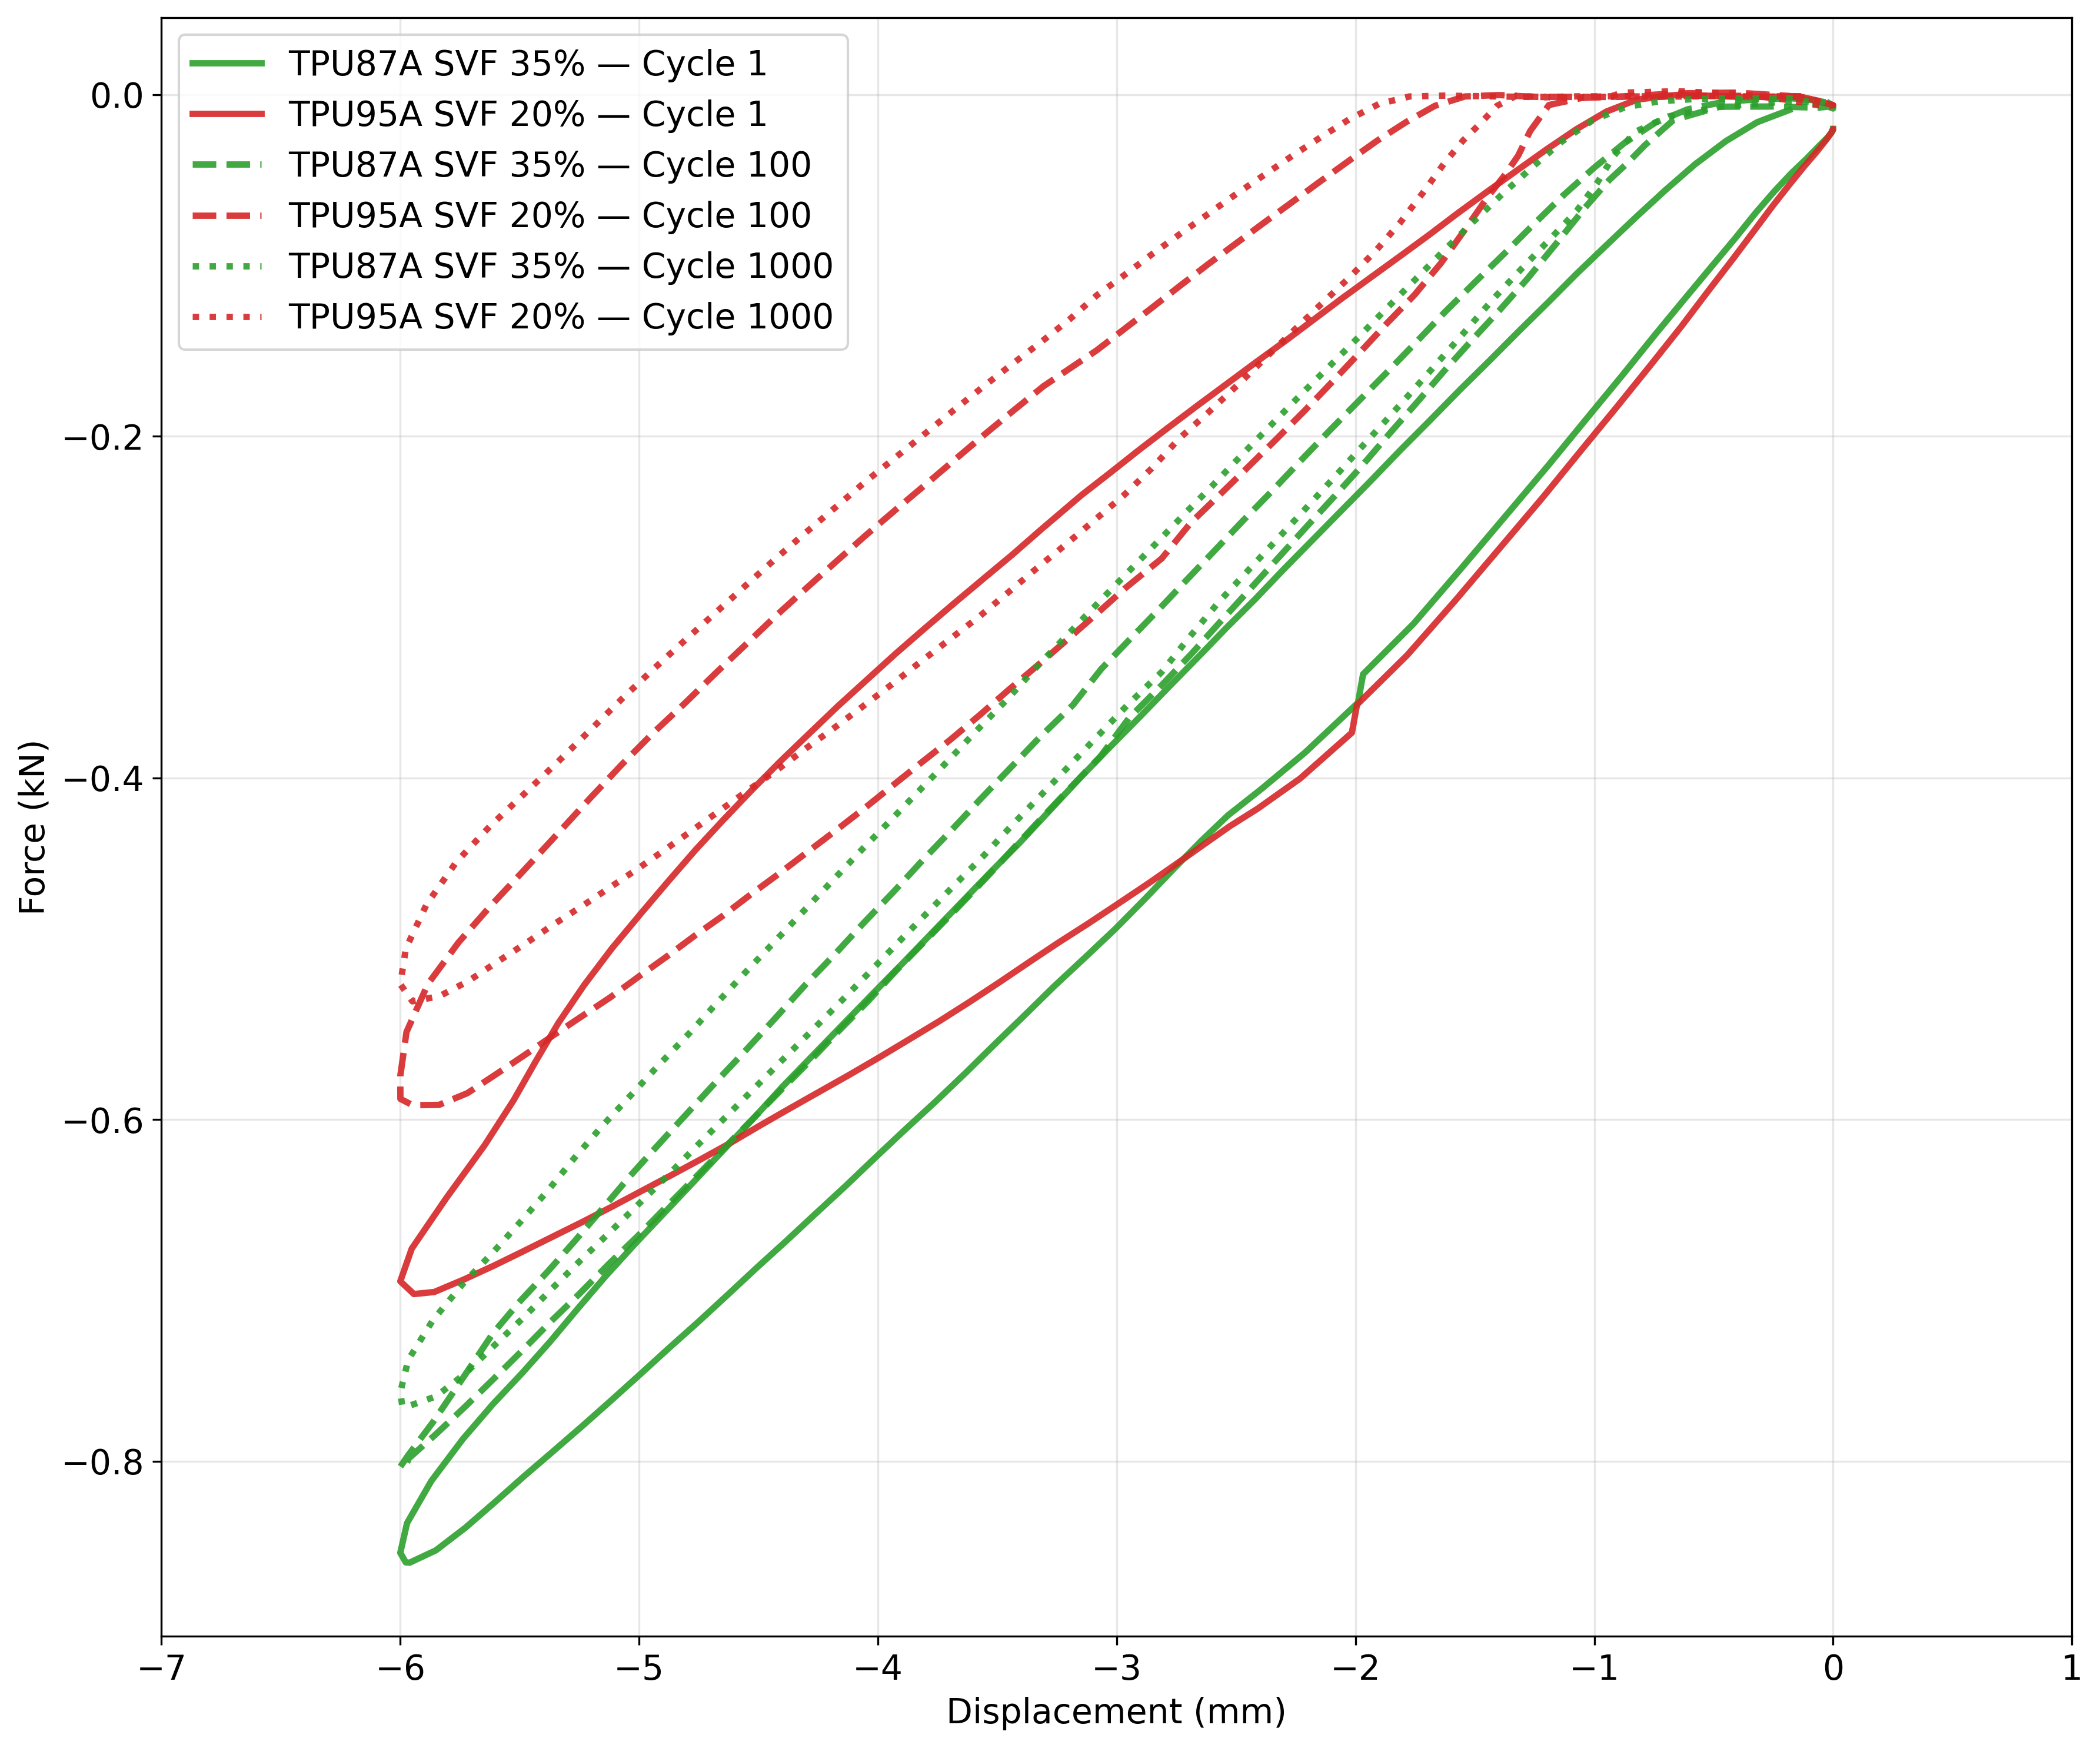 TPU87A SVF 35% — Cycle 1
TPU95A SVF 20% — Cycle 1
TPU87A SVF 35% — Cycle 100
TPU95A SVF 20% — Cycle 100
TPU87A SVF 35% — Cycle 1000
TPU95A SVF 20% — Cycle 1000
0.0
−0.2
−0.4
−0.6
−0.8
Force (kN)
−7 −6 −5 −4 −3 −2 −1 0 1
Displacement (mm)